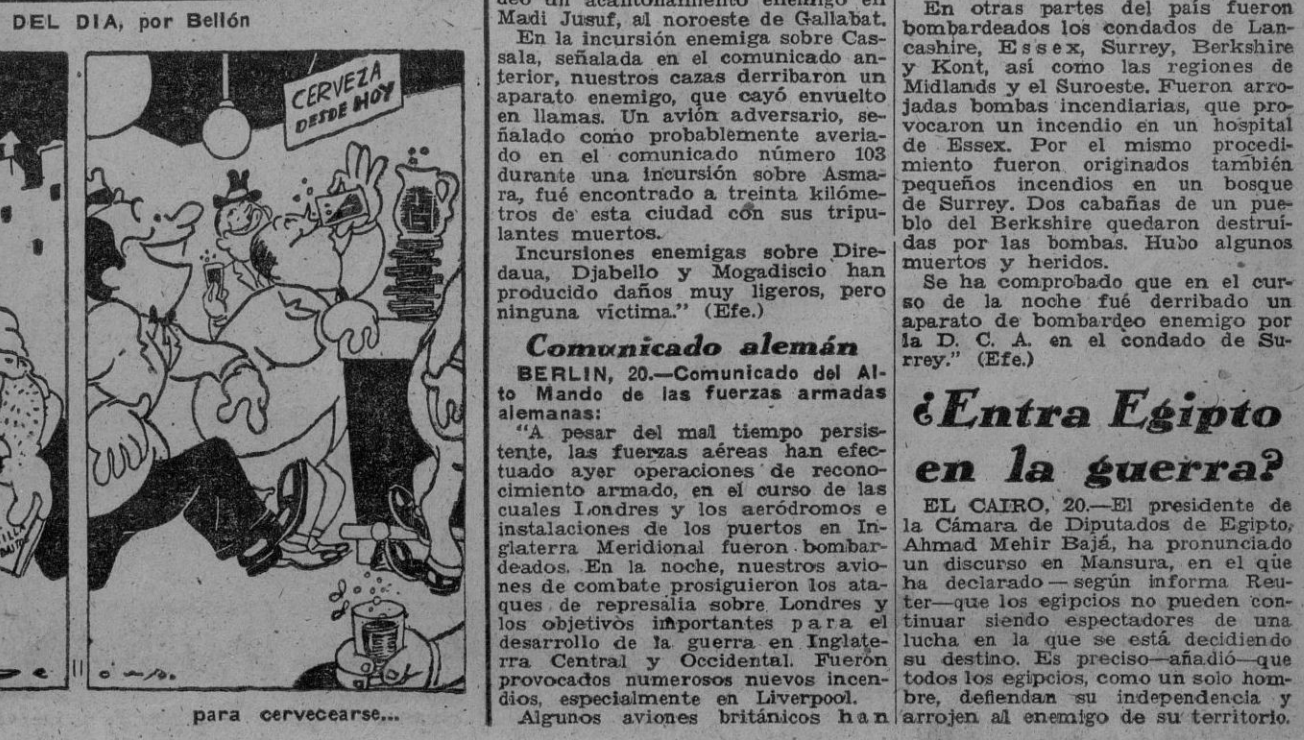 DEL DIA, por Bellón
CERVEZA
DESDE HOY
para cervecearse...
Madi Jusuf, al noroeste de Gallabat.
En la incursión enemiga sobre Cas-
sala, señalada en el comunicado an-
terior, nuestros cazas derribaron un
aparato enemigo, que cayó envuelto
en llamas. Un avión adversario, se-
ñalado como probablemente averia-
do en el comunicado número 103
durante una incursión sobre Asma-
ra, fué encontrado a treinta kilóme-
tros de esta ciudad con sus tripu-
lantes muertos.
Incursiones enemigas sobre Dire-
daua, Djabello y Mogadiscio han
producido daños muy ligeros, pero
ninguna víctima." (Efe.)
Comunicado alemán
BERLIN, 20.—Comunicado del Al-
to Mando de las fuerzas armadas
alemanas:
"A pesar del mal tiempo persis-
tente, las fuerzas aéreas han efec-
tuado ayer operaciones de recono-
cimiento armado, en el curso de las
cuales Londres y los aeródromos e
instalaciones de los puertos en In-
glaterra Meridional fueron bombar-
deados. En la noche, nuestros avio-
nes de combate prosiguieron los ata-
ques de represalia sobre Londres y
los objetivos importantes para el
desarrollo de la guerra en Inglate-
rra Central y Occidental. Fuerón
provocados numerosos nuevos incen-
dios, especialmente en Liverpool.
Algunos aviones británicos han
En otras partes del país fueron
bombardeados los condados de Lan-
cashire, Essex, Surrey, Berkshire
y Kont, así como las regiones de
Midlands y el Suroeste. Fueron arro-
jadas bombas incendiarias, que pro-
vocaron un incendio en un hospital
de Essex. Por el mismo procedi-
miento fueron originados también
pequeños incendios en un bosque
de Surrey. Dos cabañas de un pue-
blo del Berkshire quedaron destruí-
das por las bombas. Hubo algunos
muertos y heridos.
Se ha comprobado que en el cur-
so de la noche fué derribado un
aparato de bombardeo enemigo por
la D. C. A. en el condado de Su-
rrey." (Efe.)
¿Entra Egipto
en la guerra?
EL CAIRO, 20.—El presidente de
la Cámara de Diputados de Egipto,
Ahmad Mehir Bajá, ha pronunciado
un discurso en Mansura, en el que
ha declarado—según informa Reu-
ter—que los egipcios no pueden con-
tinuar siendo espectadores de una
lucha en la que se está decidiendo
su destino. Es preciso—añadió—que
todos los egipcios, como un solo hom-
bre, defiendan su independencia y
arrojen al enemigo de su territorio.